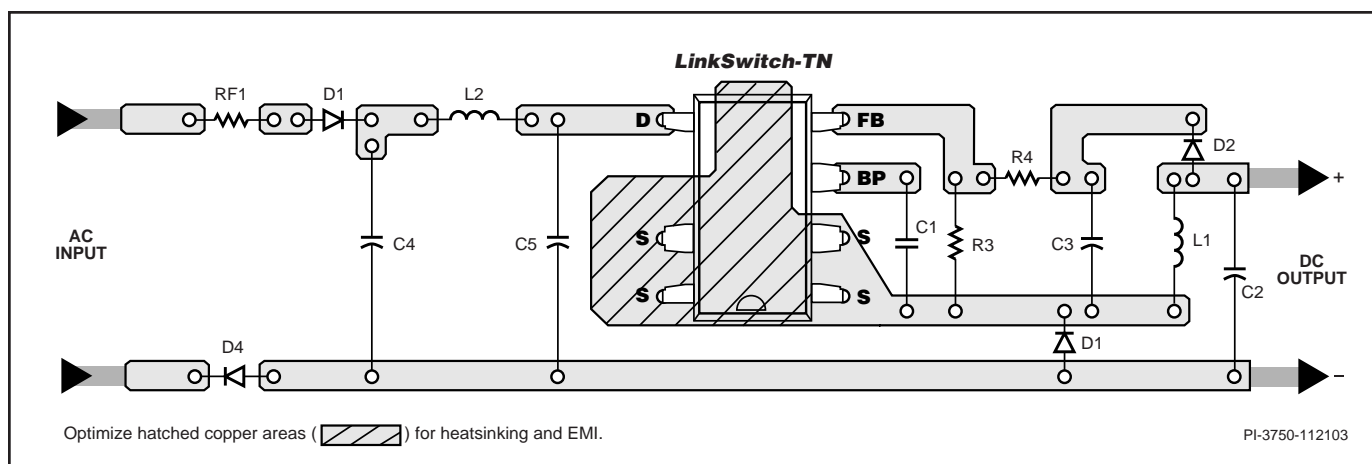 LinkSwitch-TN
RF1
D1
L2
D
FB
R4
D2
BP
+
AC
INPUT
C4
C5
S
S
C1
R3
C3
L1
DC
OUTPUT
C2
S
S
D4
D1
–
Optimize hatched copper areas ( ) for heatsinking and EMI.
PI-3750-112103